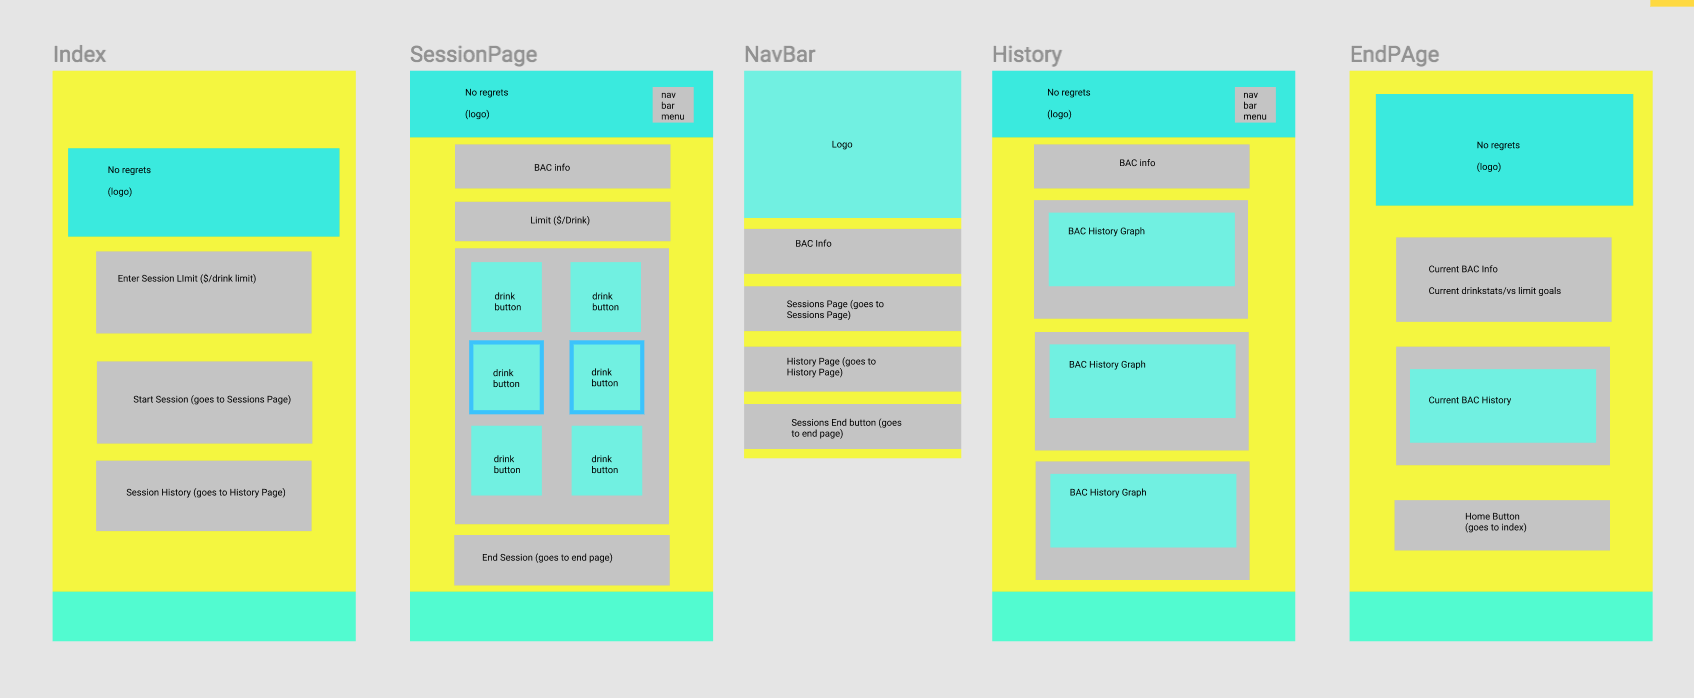 Index
No regrets
(logo)
Enter Session LImit ($/drink limit)
Start Session (goes to Sessions Page)
Session History (goes to History Page)
SessionPage
No regrets
(logo)
nav
bar
menu
BAC info
Limit ($/Drink)
drink
button
drink
button
drink
button
drink
button
drink
button
drink
button
End Session (goes to end page)
NavBar
Logo
BAC Info
Sessions Page (goes to
Sessions Page)
History Page (goes to
History Page)
Sessions End button (goes
to end page)
History
No regrets
(logo)
nav
bar
menu
BAC info
BAC History Graph
BAC History Graph
BAC History Graph
EndPAge
No regrets
(logo)
Current BAC Info
Current drinkstats/vs limit goals
Current BAC History
Home Button
(goes to index)